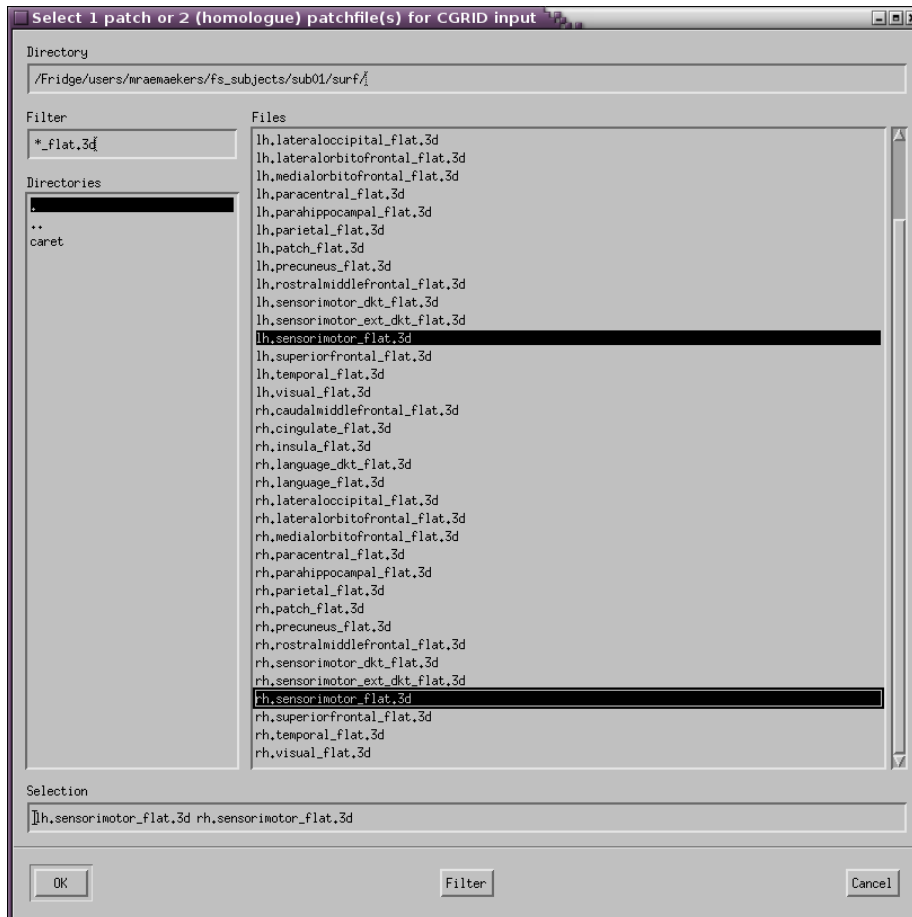 Select 1 patch or 2 (homologue) patchfile(s) for CGRID input
Directory
/Fridge/users/mraemaekers/fs_subjects/sub01/surf/
Filter
*_flat.3d
Directories
.
..
caret
Files
lh.lateraloccipital_flat.3d
lh.lateralorbitofrontal_flat.3d
lh.medialorbitofrontal_flat.3d
lh.paracentral_flat.3d
lh.parahippocampal_flat.3d
lh.parietal_flat.3d
lh.patch_flat.3d
lh.precuneus_flat.3d
lh.rostralmiddlefrontal_flat.3d
lh.sensorimotor_dkt_flat.3d
lh.sensorimotor_ext_dkt_flat.3d
lh.sensorimotor_flat.3d
lh.superiorfrontal_flat.3d
lh.temporal_flat.3d
lh.visual_flat.3d
rh.caudalmiddlefrontal_flat.3d
rh.cingulate_flat.3d
rh.insula_flat.3d
rh.language_dkt_flat.3d
rh.language_flat.3d
rh.lateraloccipital_flat.3d
rh.lateralorbitofrontal_flat.3d
rh.medialorbitofrontal_flat.3d
rh.paracentral_flat.3d
rh.parahippocampal_flat.3d
rh.parietal_flat.3d
rh.patch_flat.3d
rh.precuneus_flat.3d
rh.rostralmiddlefrontal_flat.3d
rh.sensorimotor_dkt_flat.3d
rh.sensorimotor_ext_dkt_flat.3d
rh.sensorimotor_flat.3d
rh.superiorfrontal_flat.3d
rh.temporal_flat.3d
rh.visual_flat.3d
Selection
lh.sensorimotor_flat.3d rh.sensorimotor_flat.3d
OK
Filter
Cancel